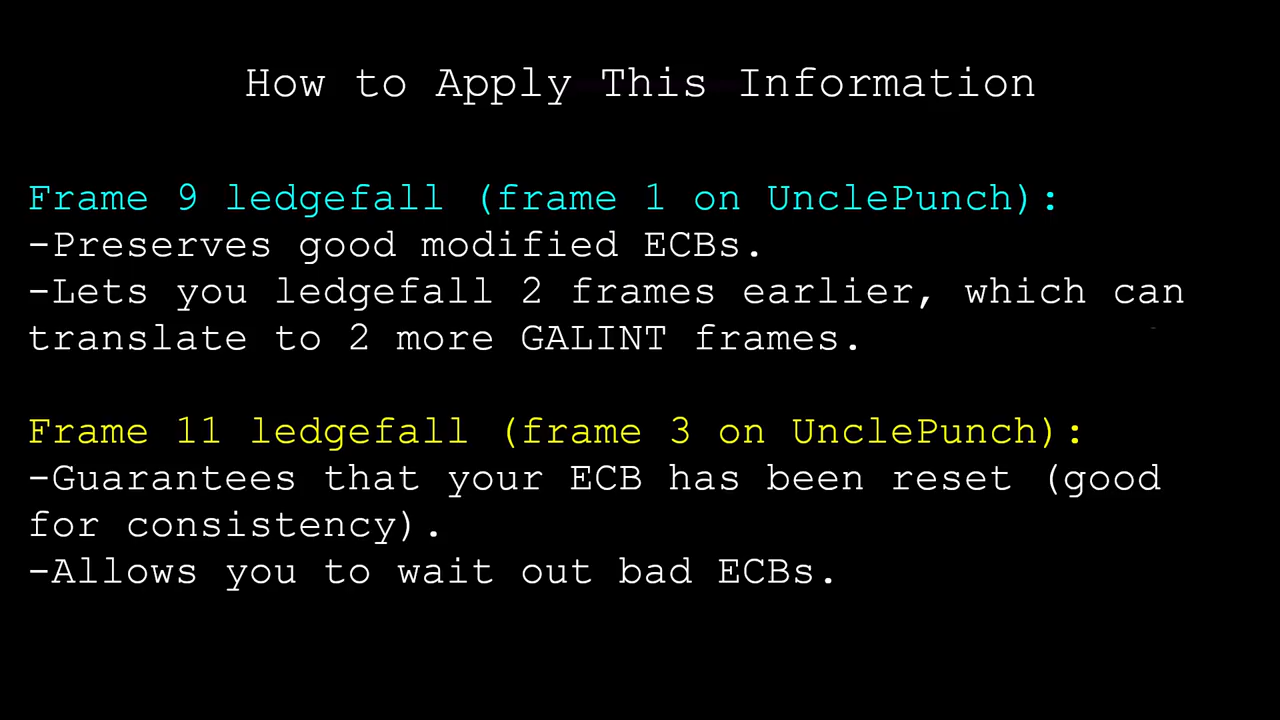 How to Apply This Information
Frame 9 ledgefall (frame 1 on UnclePunch):
-Preserves good modified ECBs.
-Lets you ledgefall 2 frames earlier, which can
translate to 2 more GALINT frames.
Frame 11 ledgefall (frame 3 on UnclePunch):
-Guarantees that your ECB has been reset (good
for consistency).
-Allows you to wait out bad ECBs.